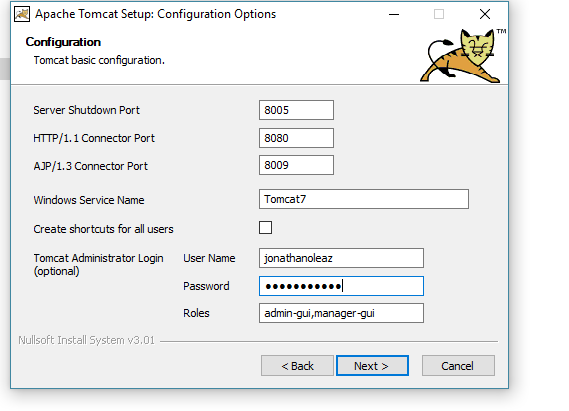 Apache Tomcat Setup: Configuration Options
Configuration
Tomcat basic configuration.
TM
Server Shutdown Port 8005
HTTP/1.1 Connector Port 8080
AJP/1.3 Connector Port 8009
Windows Service Name Tomcat7
Create shortcuts for all users
Tomcat Administrator Login (optional)
User Name jonathanoleaz
Password ●●●●●●●●●●●
Roles admin-gui,manager-gui
Nullsoft Install System v3.01
< Back Next > Cancel